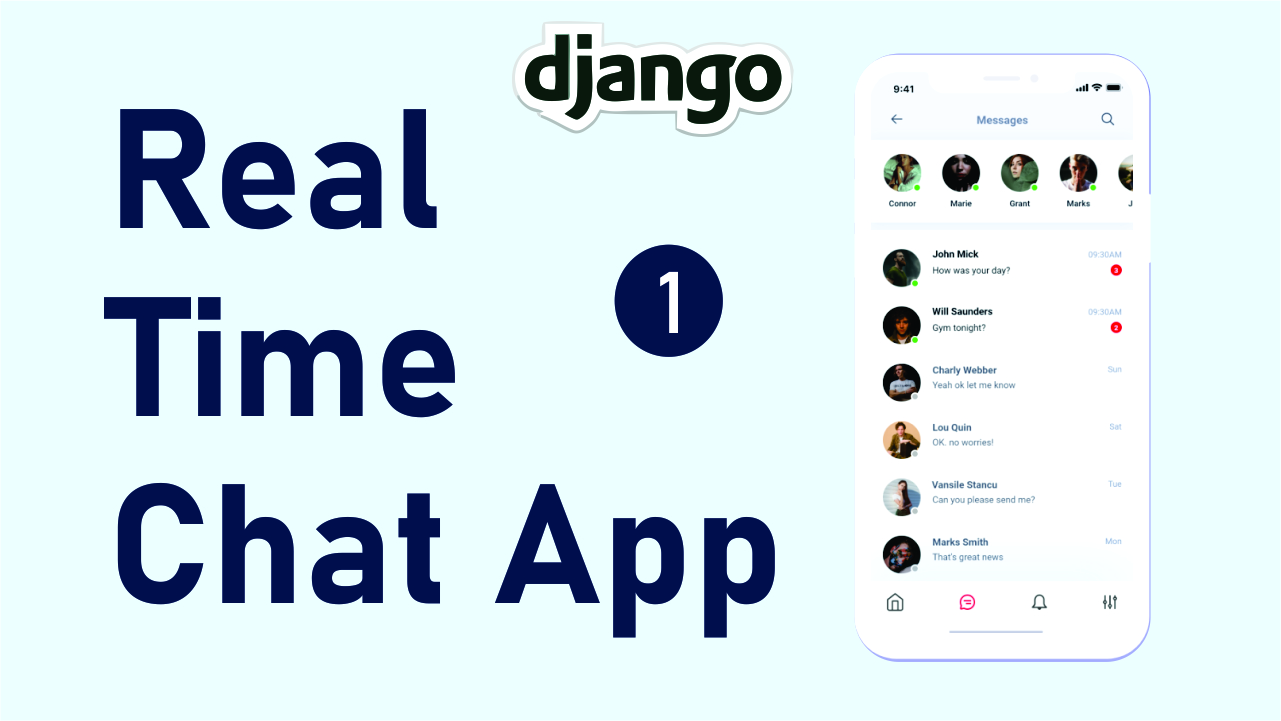 django
Real
Time
Chat App
1
9:41
Messages
Connor
Marie
Grant
Marks
J
John Mick
09:30AM
How was your day?
3
Will Saunders
09:30AM
Gym tonight?
2
Charly Webber
Sun
Yeah ok let me know
Lou Quin
Sat
OK. no worries!
Vansile Stancu
Tue
Can you please send me?
Marks Smith
Mon
That's great news